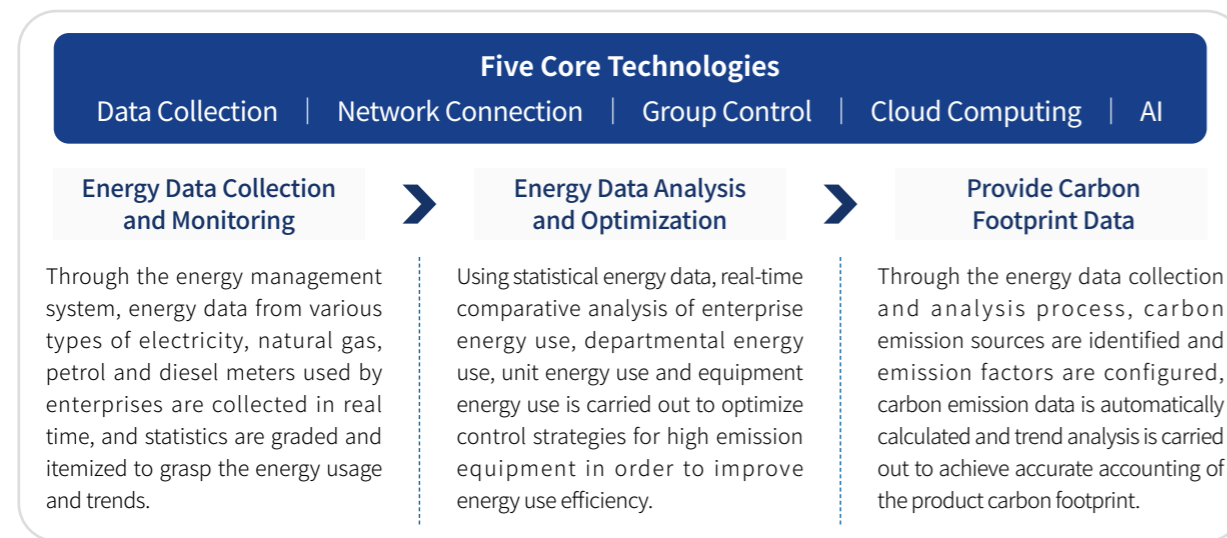 Five Core Technologies
Data Collection | Network Connection | Group Control | Cloud Computing | AI
Energy Data Collection
and Monitoring
Through the energy management
system, energy data from various
types of electricity, natural gas,
petrol and diesel meters used by
enterprises are collected in real
time, and statistics are graded and
itemized to grasp the energy usage
and trends.
Energy Data Analysis
and Optimization
Using statistical energy data, real-time
comparative analysis of enterprise
energy use, departmental energy
use, unit energy use and equipment
energy use is carried out to optimize
control strategies for high emission
equipment in order to improve
energy use efficiency.
Provide Carbon
Footprint Data
Through the energy data collection
and analysis process, carbon
emission sources are identified and
emission factors are configured,
carbon emission data is automatically
calculated and trend analysis is carried
out to achieve accurate accounting of
the product carbon footprint.